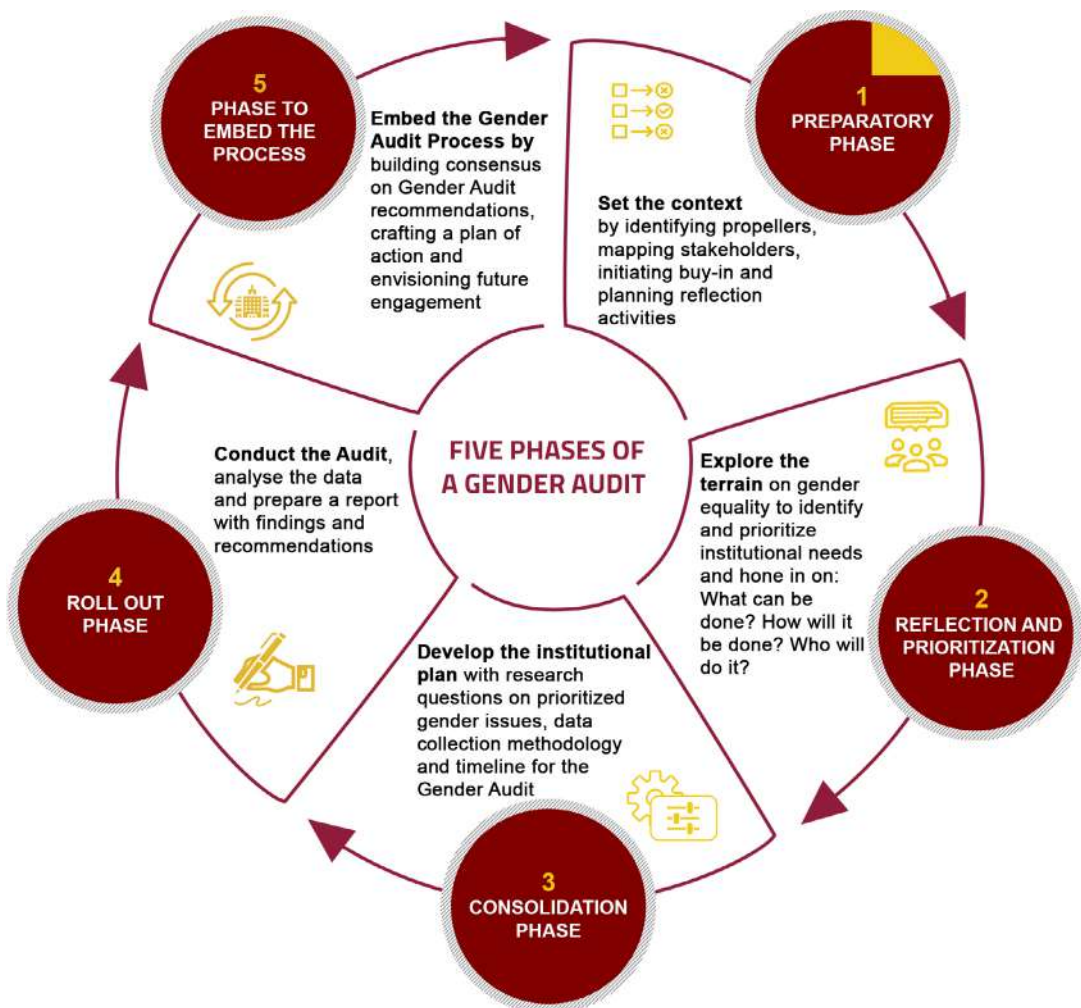 FIVE PHASES OF
A GENDER AUDIT
1
PREPARATORY
PHASE
Set the context
by identifying propellers,
mapping stakeholders,
initiating buy-in and
planning reflection
activities
2
REFLECTION AND
PRIORITIZATION
PHASE
Explore the
terrain on gender
equality to identify
and prioritize
institutional needs
and hone in on:
What can be
done? How will it
be done? Who will
do it?
3
CONSOLIDATION
PHASE
Develop the institutional
plan with research
questions on prioritized
gender issues, data
collection methodology
and timeline for the
Gender Audit
4
ROLL OUT
PHASE
Conduct the Audit,
analyse the data
and prepare a report
with findings and
recommendations
5
PHASE TO
EMBED THE
PROCESS
Embed the Gender
Audit Process by
building consensus
on Gender Audit
recommendations,
crafting a plan of
action and
envisioning future
engagement